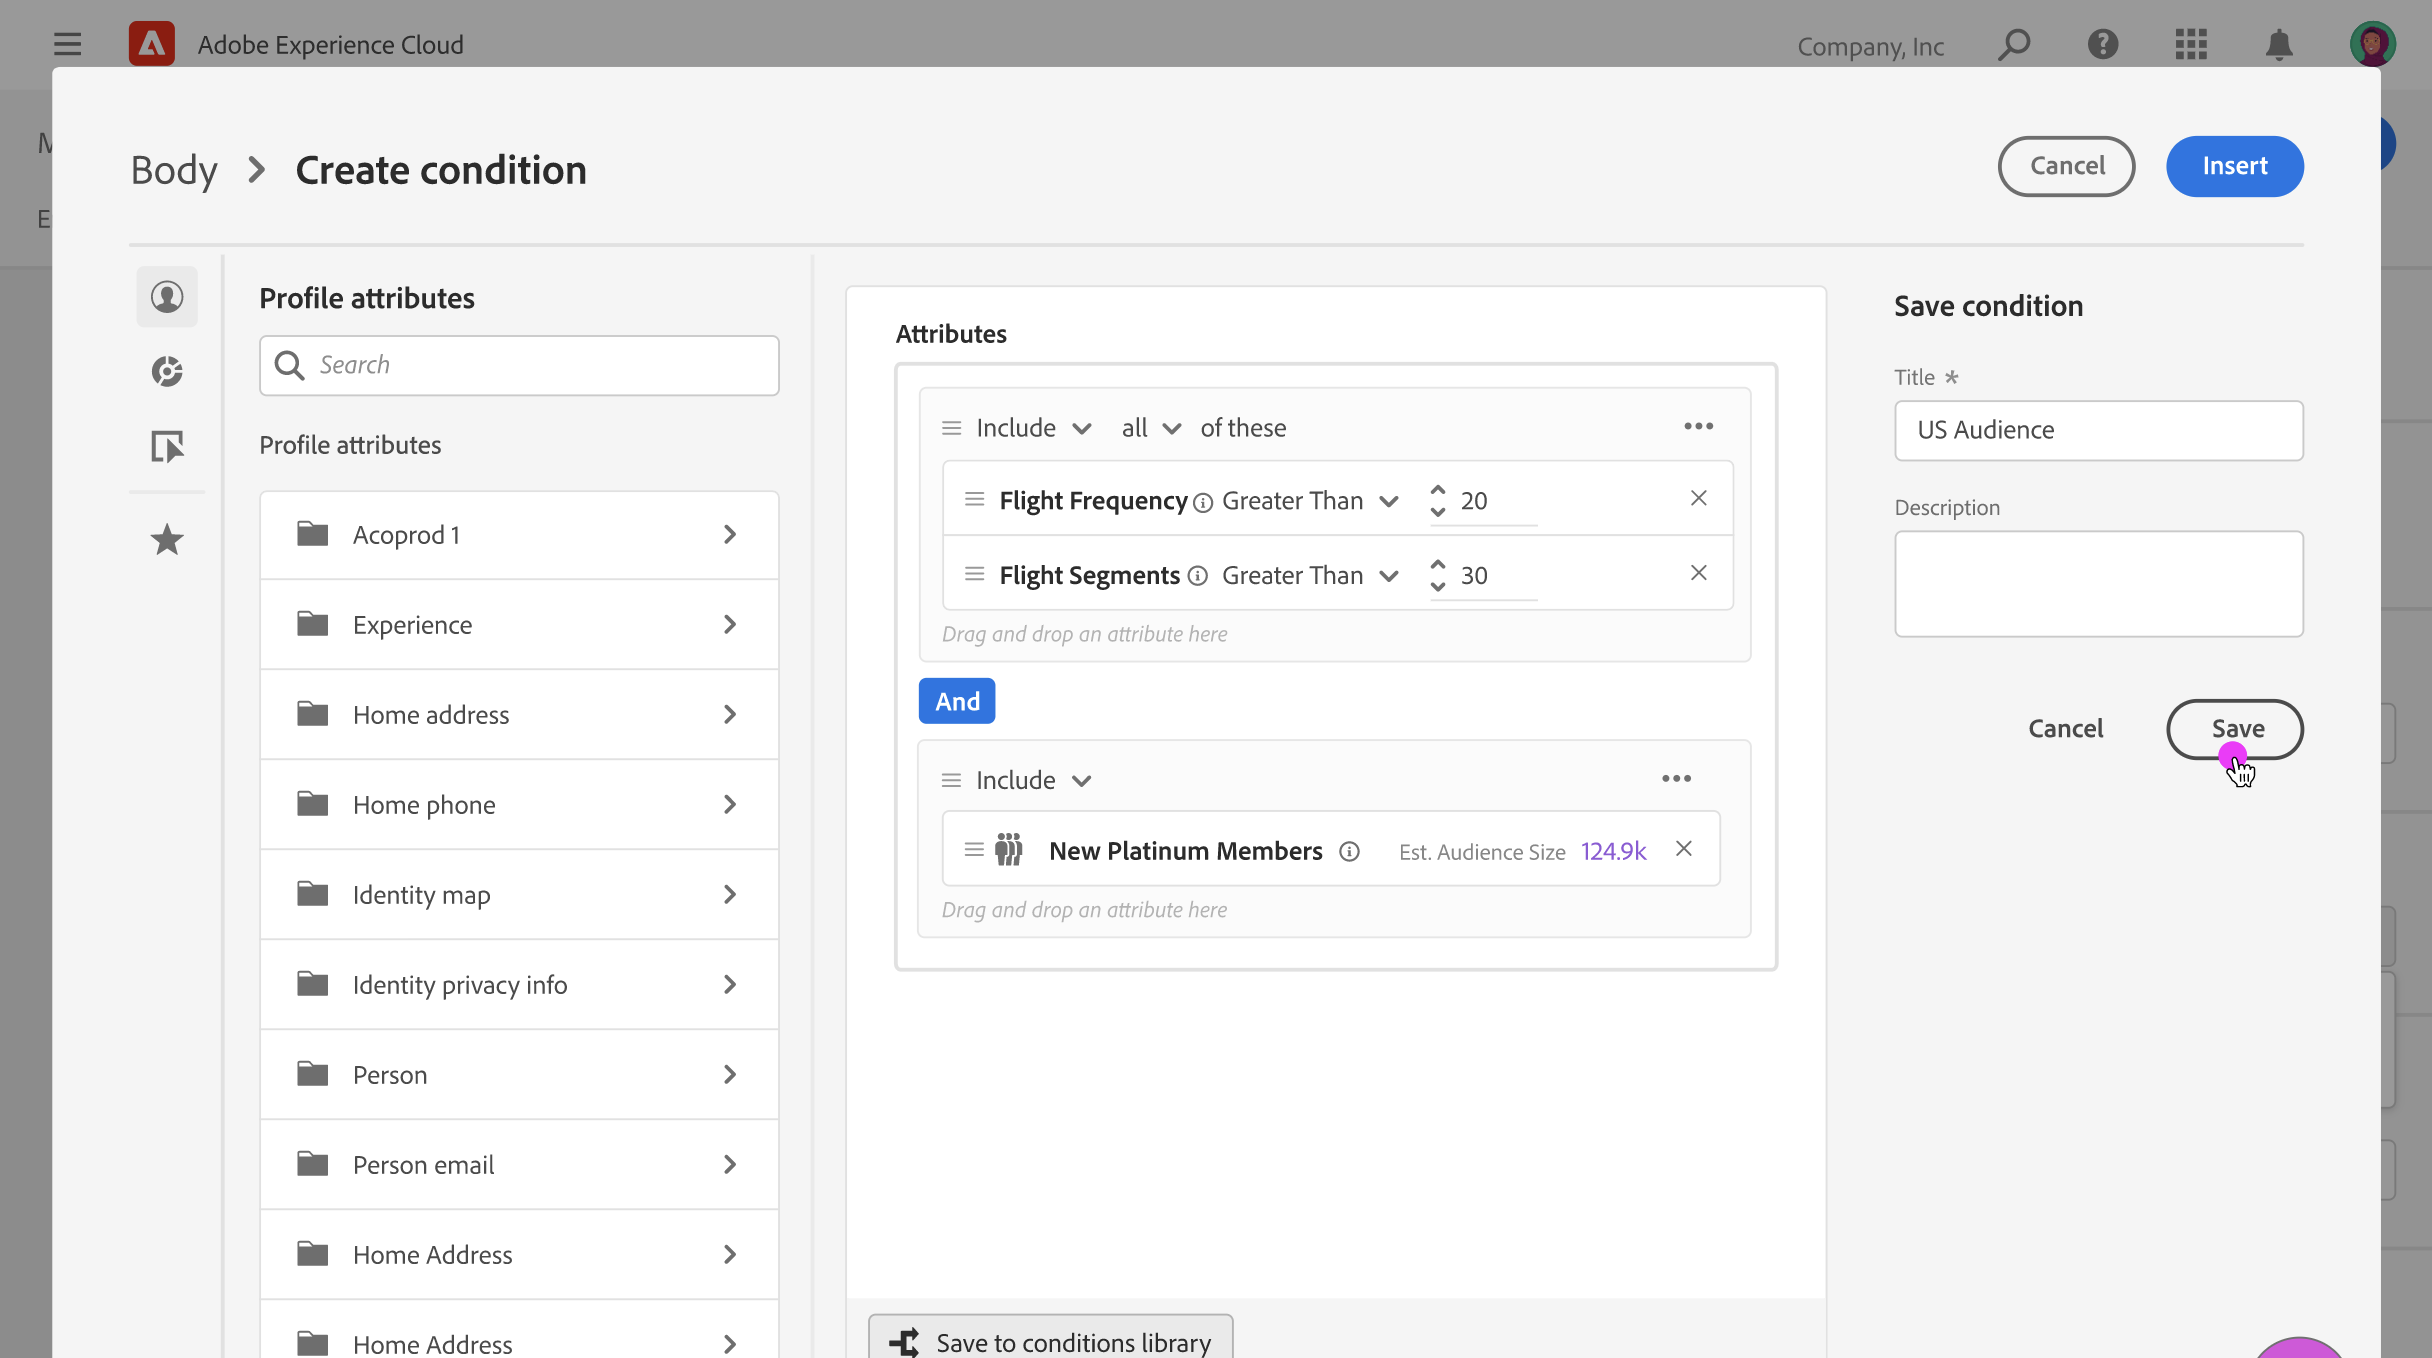 Adobe Experience Cloud
Company, Inc
Body > Create condition
Cancel
Insert
Profile attributes
Search
Profile attributes
Acoprod 1
Experience
Home address
Home phone
Identity map
Identity privacy info
Person
Person email
Home Address
Home Address
Attributes
Include all of these
Flight Frequency Greater Than 20
Flight Segments Greater Than 30
Drag and drop an attribute here
And
Include
New Platinum Members Est. Audience Size 124.9k
Drag and drop an attribute here
Save to conditions library
Save condition
Title *
US Audience
Description
Cancel
Save